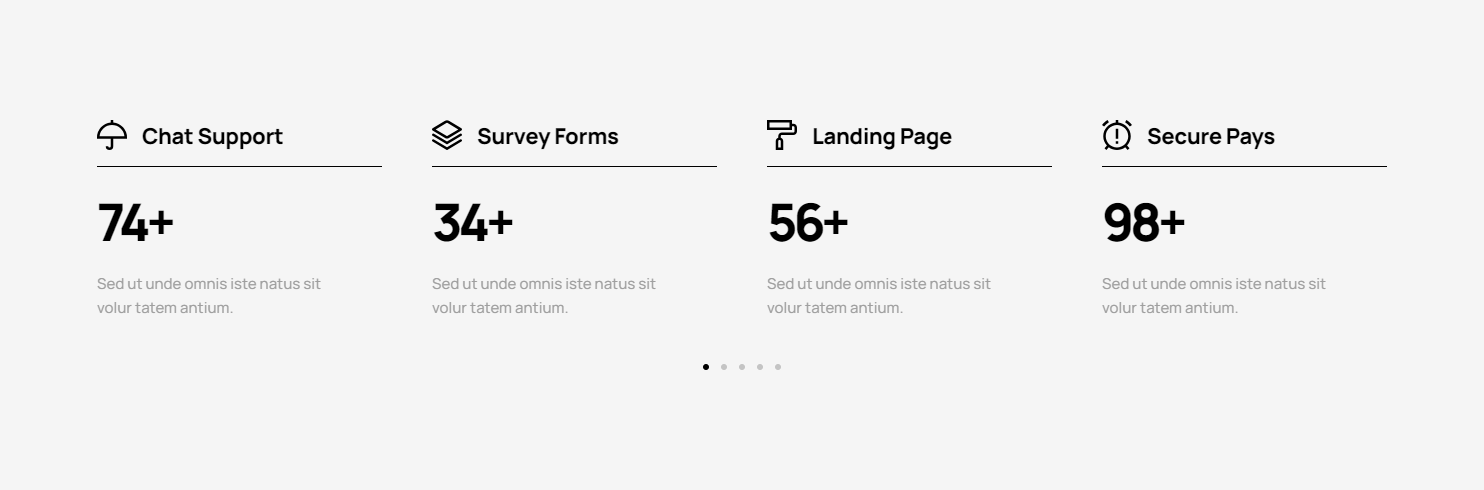 Chat Support
74+
Sed ut unde omnis iste natus sit
volur tatem antium.
Survey Forms
34+
Sed ut unde omnis iste natus sit
volur tatem antium.
Landing Page
56+
Sed ut unde omnis iste natus sit
volur tatem antium.
Secure Pays
98+
Sed ut unde omnis iste natus sit
volur tatem antium.